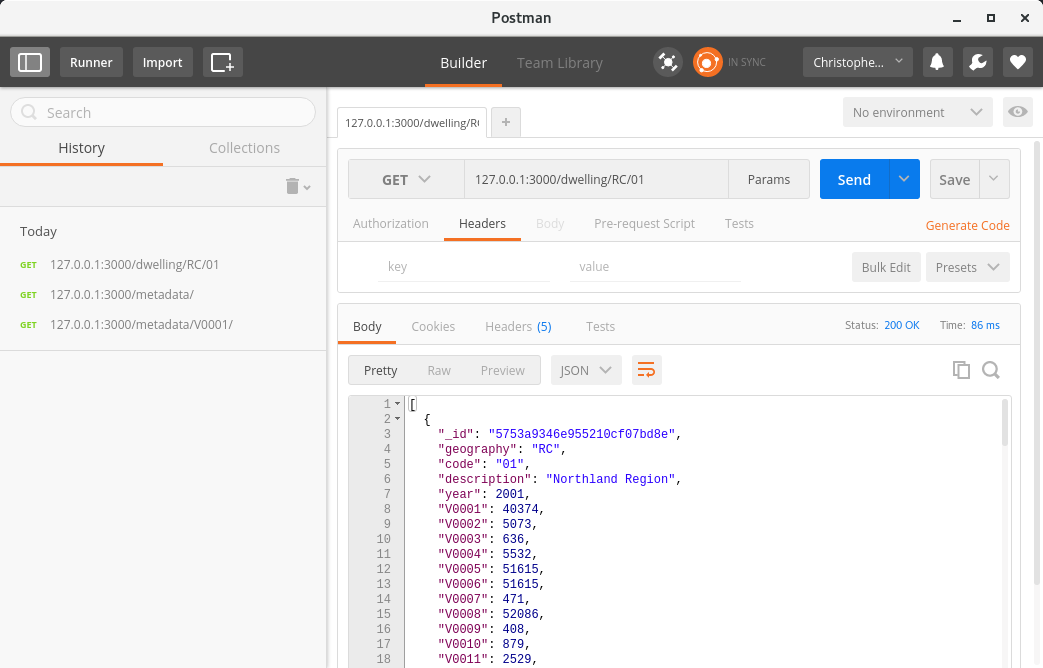 Postman
Runner
Import
Builder
Team Library
IN SYNC
Christophe...
Search
History
Collections
Today
GET 127.0.0.1:3000/dwelling/RC/01
GET 127.0.0.1:3000/metadata/
GET 127.0.0.1:3000/metadata/V0001/
127.0.0.1:3000/dwelling/R
+
No environment
GET
127.0.0.1:3000/dwelling/RC/01
Params
Send
Save
Authorization
Headers
Body
Pre-request Script
Tests
Generate Code
key
value
Bulk Edit
Presets
Body
Cookies
Headers (5)
Tests
Status: 200 OK
Time: 86 ms
Pretty
Raw
Preview
JSON
1 [
2 {
3 "_id": "5753a9346e955210cf07bd8e",
4 "geography": "RC",
5 "code": "01",
6 "description": "Northland Region",
7 "year": 2001,
8 "V0001": 40374,
9 "V0002": 5073,
10 "V0003": 636,
11 "V0004": 5532,
12 "V0005": 51615,
13 "V0006": 51615,
14 "V0007": 471,
15 "V0008": 52086,
16 "V0009": 408,
17 "V0010": 879,
18 "V0011": 2529,